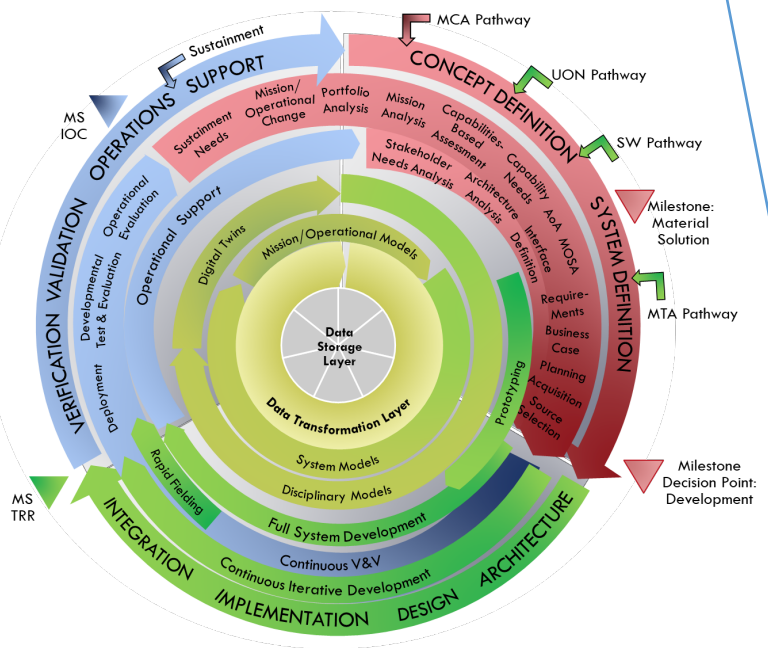 MCA Pathway
UON Pathway
SW Pathway
Milestone:
Material
Solution
MTA Pathway
Milestone
Decision Point:
Development
MS
TRR
MS
IOC
Sustainment
CONCEPT DEFINITION
SYSTEM DEFINITION
ARCHITECTURE
DESIGN
IMPLEMENTATION
INTEGRATION
VERIFICATION VALIDATION
OPERATIONS SUPPORT
Sustainment
Needs
Mission/
Operational
Change
Portfolio
Analysis
Mission
Analysis
Capabilities-
Based
Assessment
Capability
Needs
AoA MOSA
Stakeholder
Needs Analysis
Architecture
Analysis
Interface
Definition
Require-
Ments
Business
Case
Planning
Acquisition
Source
Selection
Operational
Evaluation
Developmental
Test & Evaluation
Deployment
Operational Support
Digital Twins
Mission/Operational Models
Data
Storage
Layer
Data Transformation Layer
System Models
Disciplinary Models
Prototyping
Rapid Fielding
Full System Development
Continuous V&V
Continuous Iterative Development